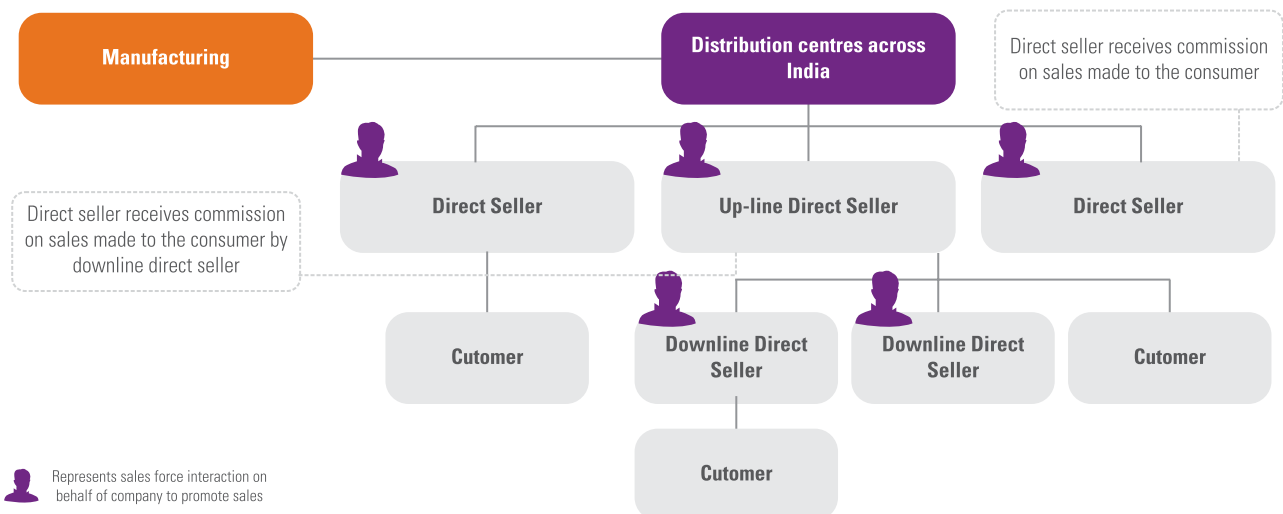 Manufacturing
Distribution centres across
India
Direct seller receives commission
on sales made to the consumer
Direct seller receives commission
on sales made to the consumer by
downline direct seller
Direct Seller
Up-line Direct Seller
Direct Seller
Cutomer
Downline Direct
Seller
Downline Direct
Seller
Cutomer
Cutomer
Represents sales force interaction on
behalf of company to promote sales